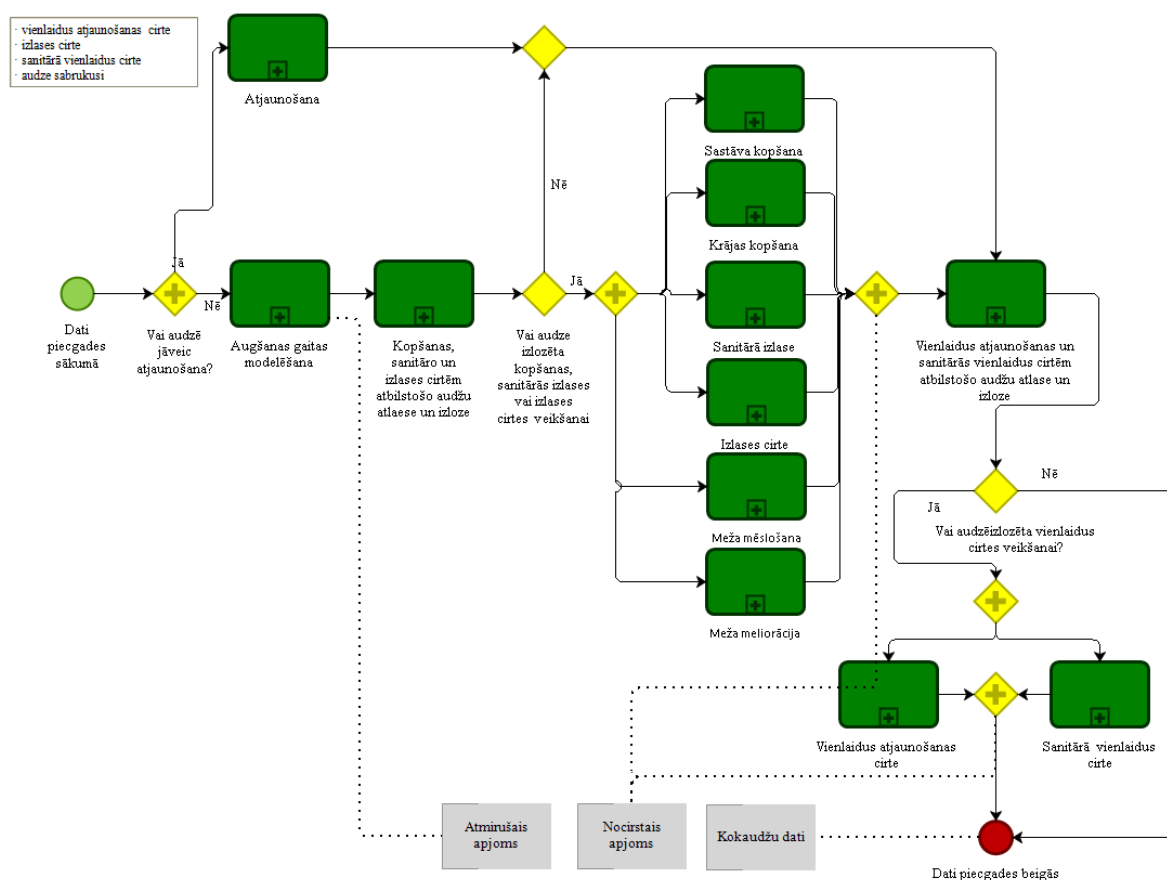 · vienlaidus atjaunošanas cirte
· izlases cirte
· sanitārā vienlaidus cirte
· audze sabrukusi
Atjaunošana
Sastāva kopšana
Nē
Krājas kopšana
Jā
Nē
Jā
Dati
piecgades
sākumā
Vai audzē
jāveic
atjaunošana?
Augšanas gaitas
modelēšana
Kopšanas,
sanitāro un
izlases cirtēm
atbilstošo audžu
atlaese un izloze
Vai audze
izlozēta
kopšanas,
sanitārās izlases
vai izlases
cirtes veikšanai
Sanitārā izlase
Vienlaidus atjaunošanas un
sanitārās vienlaidus cirtēm
atbilstošo audžu atlase un
izloze
Izlases cirte
Nē
Jā
Vai audzēizlozēta vienlaidus
cirtes veikšanai?
Meža mēslošana
Meža meliorācija
Vienlaidus atjaunošanas
cirte
Sanitārā vienlaidus
cirte
Atmirušais
apjoms
Nocirstais
apjoms
Kokaudžu dati
Dati piecgades beigās